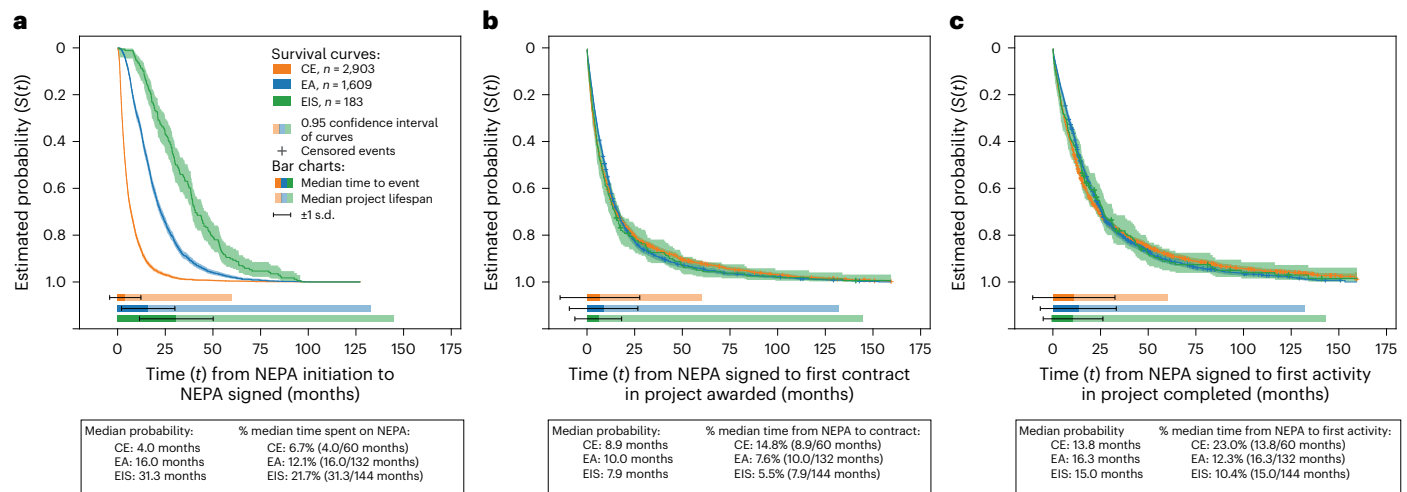 a
0
0.2
0.4
0.6
0.8
1.0
Estimated probability (S(t))
Survival curves:
CE, n = 2,903
EA, n = 1,609
EIS, n = 183
0.95 confidence interval
of curves
Censored events
Bar charts:
Median time to event
Median project lifespan
±1 s.d.
0 25 50 75 100 125 150 175
Time (t) from NEPA initiation to
NEPA signed (months)
Median probability:
CE: 4.0 months
EA: 16.0 months
EIS: 31.3 months
% median time spent on NEPA:
CE: 6.7% (4.0/60 months)
EA: 12.1% (16.0/132 months)
EIS: 21.7% (31.3/144 months)
b
0
0.2
0.4
0.6
0.8
1.0
Estimated probability (S(t))
0 25 50 75 100 125 150 175
Time (t) from NEPA signed to first contract
in project awarded (months)
Median probability:
CE: 8.9 months
EA: 10.0 months
EIS: 7.9 months
% median time from NEPA to contract:
CE: 14.8% (8.9/60 months)
EA: 7.6% (10.0/132 months)
EIS: 5.5% (7.9/144 months)
c
0
0.2
0.4
0.6
0.8
1.0
Estimated probability (S(t))
0 25 50 75 100 125 150 175
Time (t) from NEPA signed to first activity
in project completed (months)
Median probability
CE: 13.8 months
EA: 16.3 months
EIS: 15.0 months
% median time from NEPA to first activity:
CE: 23.0% (13.8/60 months)
EA: 12.3% (16.3/132 months)
EIS: 10.4% (15.0/144 months)